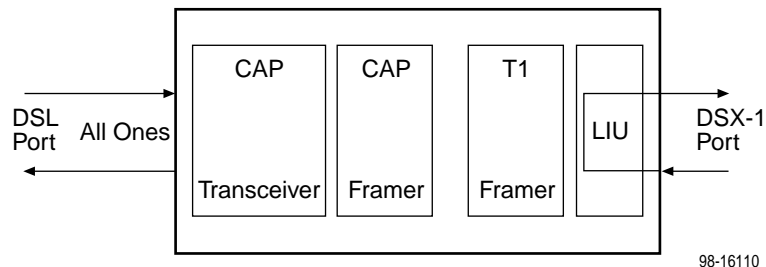 CAP
Transceiver
CAP
Framer
T1
Framer
LIU
DSL
Port
All Ones
DSX-1
Port
98-16110